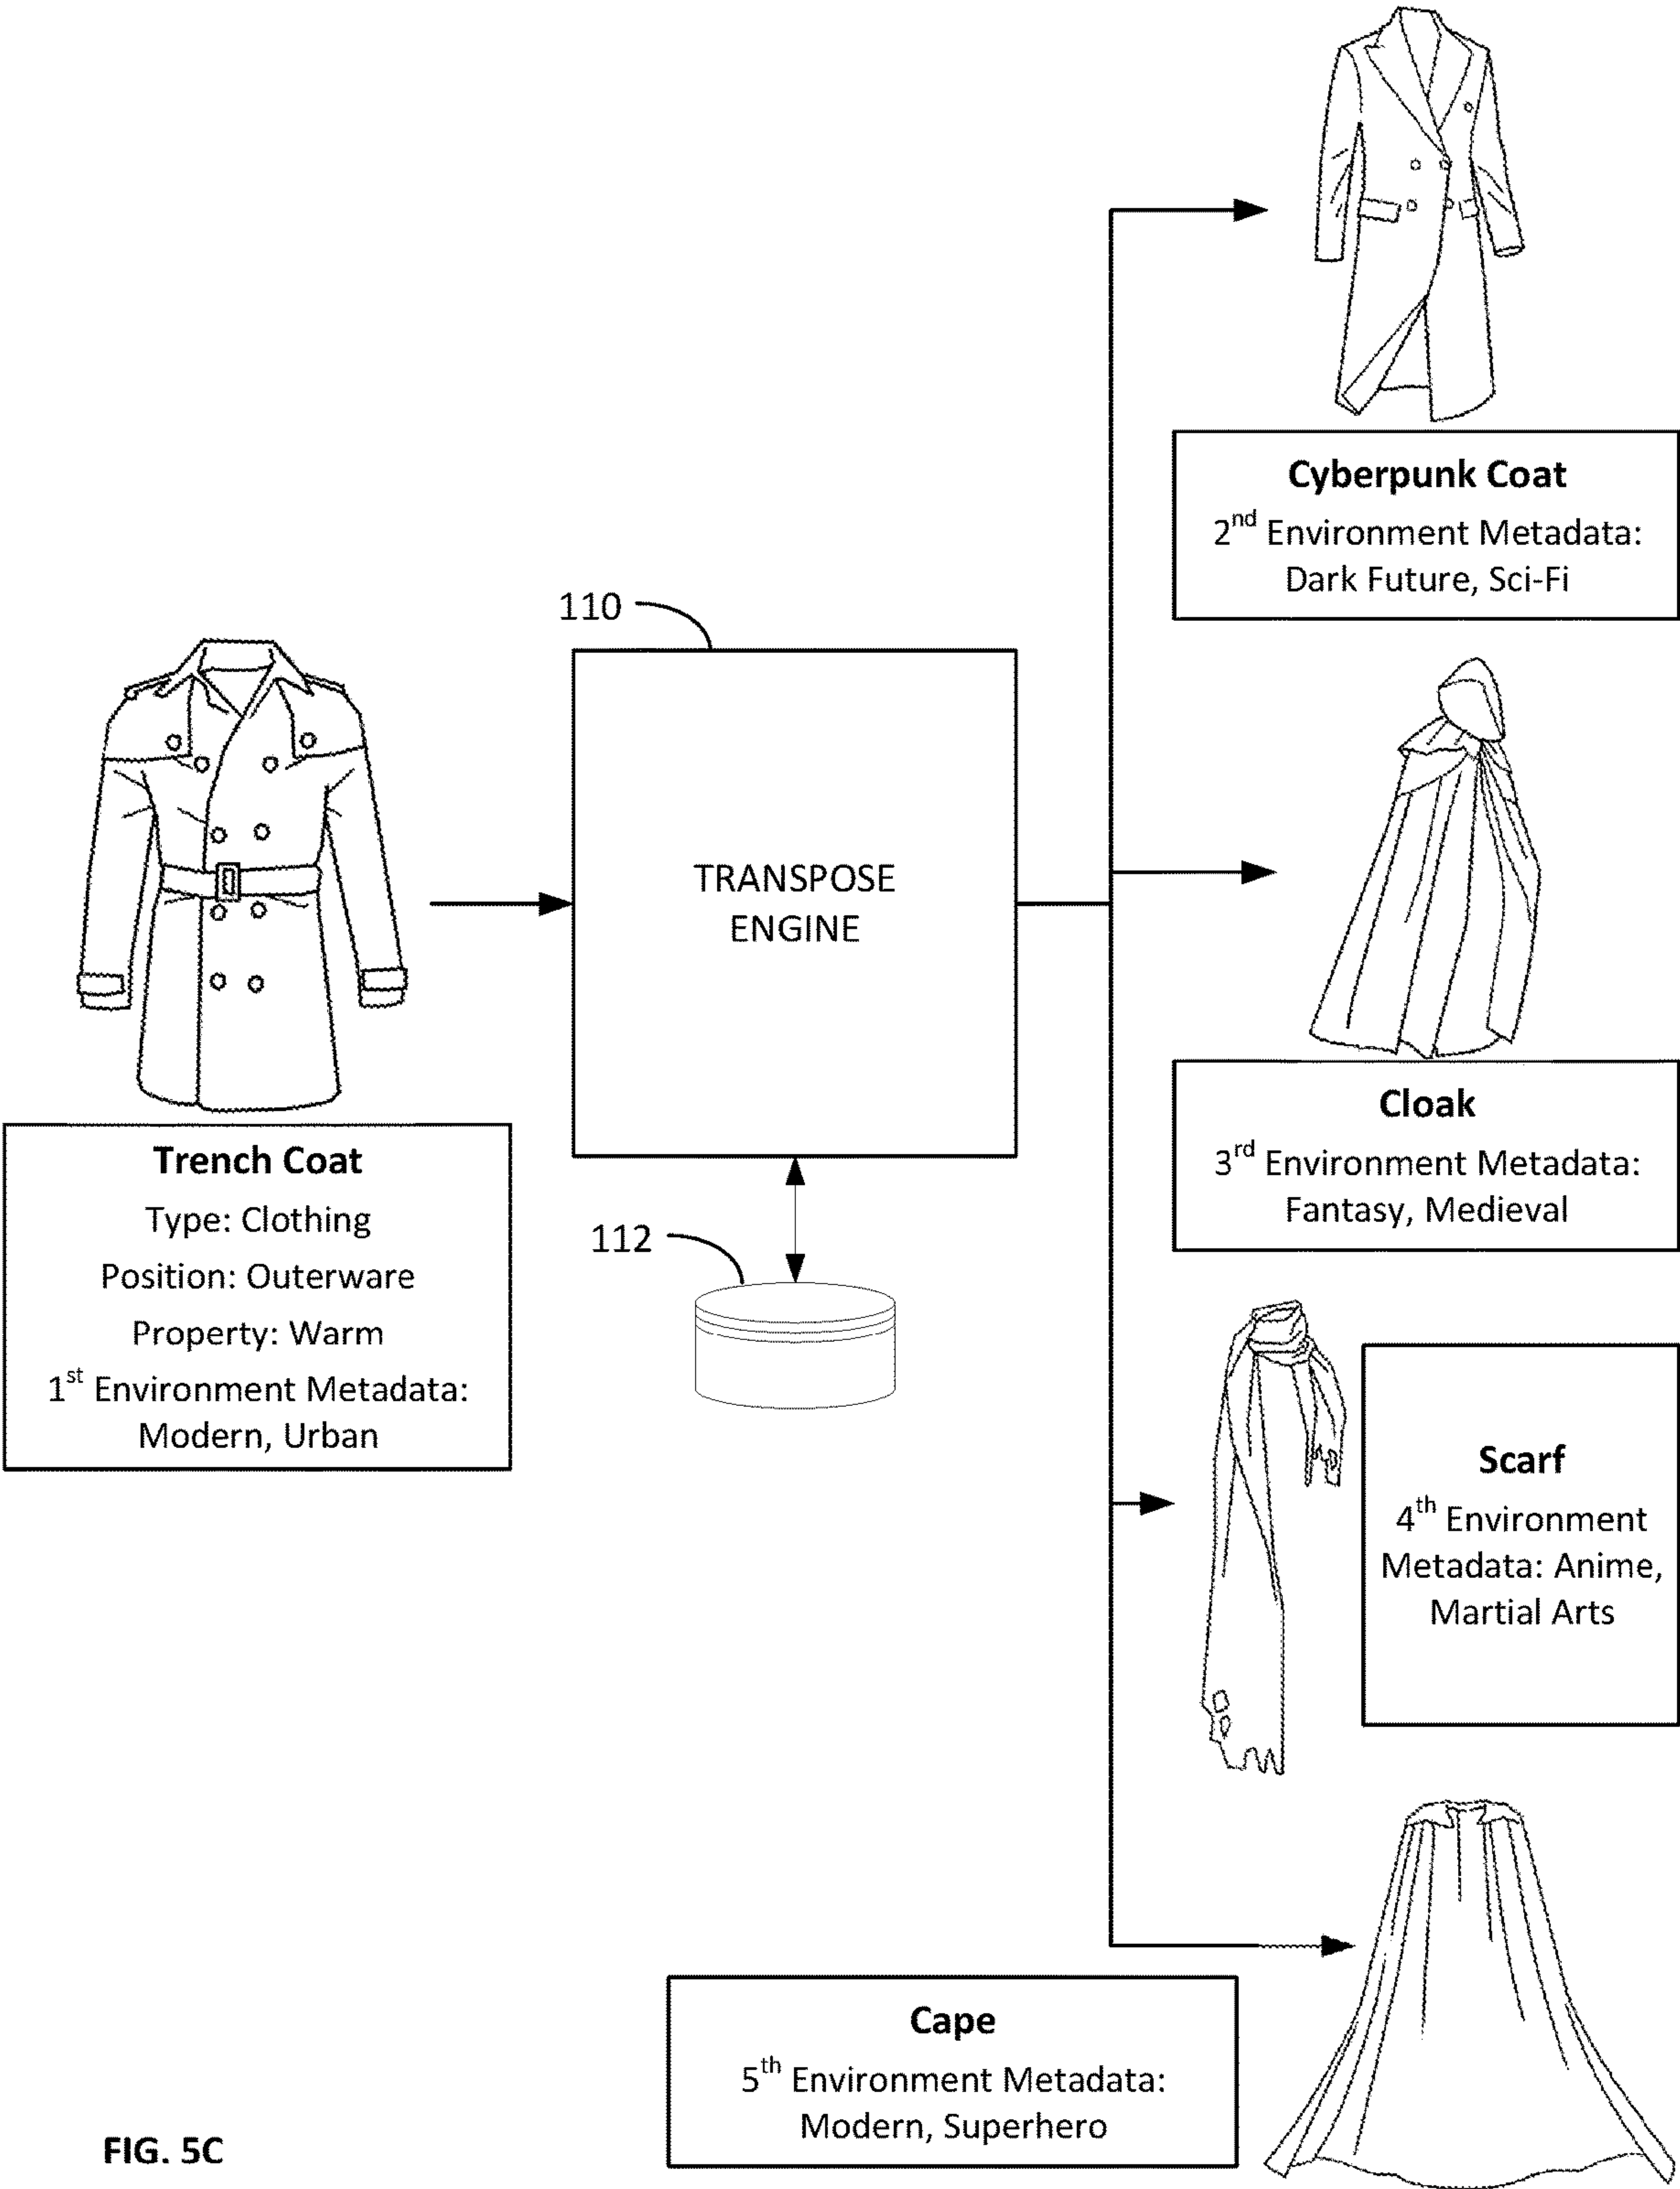 Cyberpunk Coat
2nd Environment Metadata:
Dark Future, Sci-Fi
110
TRANSPOSE
ENGINE
Trench Coat
Type: Clothing
Position: Outerware
Property: Warm
1st Environment Metadata:
Modern, Urban
112
Cloak
3rd Environment Metadata:
Fantasy, Medieval
Scarf
4th Environment
Metadata: Anime,
Martial Arts
Cape
5th Environment Metadata:
Modern, Superhero
FIG. 5C